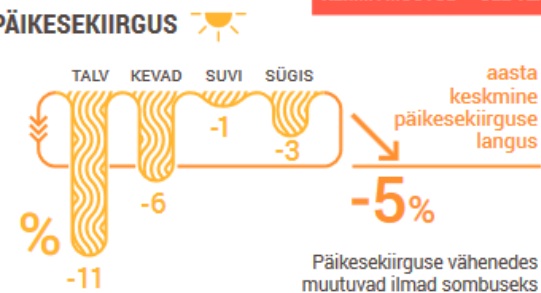 PÄIKESEKIIRGUS
TALV KEVAD SUVI SÜGIS
-1
-3
-6
-11
%
aasta
keskmine
päikesekiirguse
langus
-5%
Päikesekiirguse vähenedes
muutuvad ilmad sombuseks